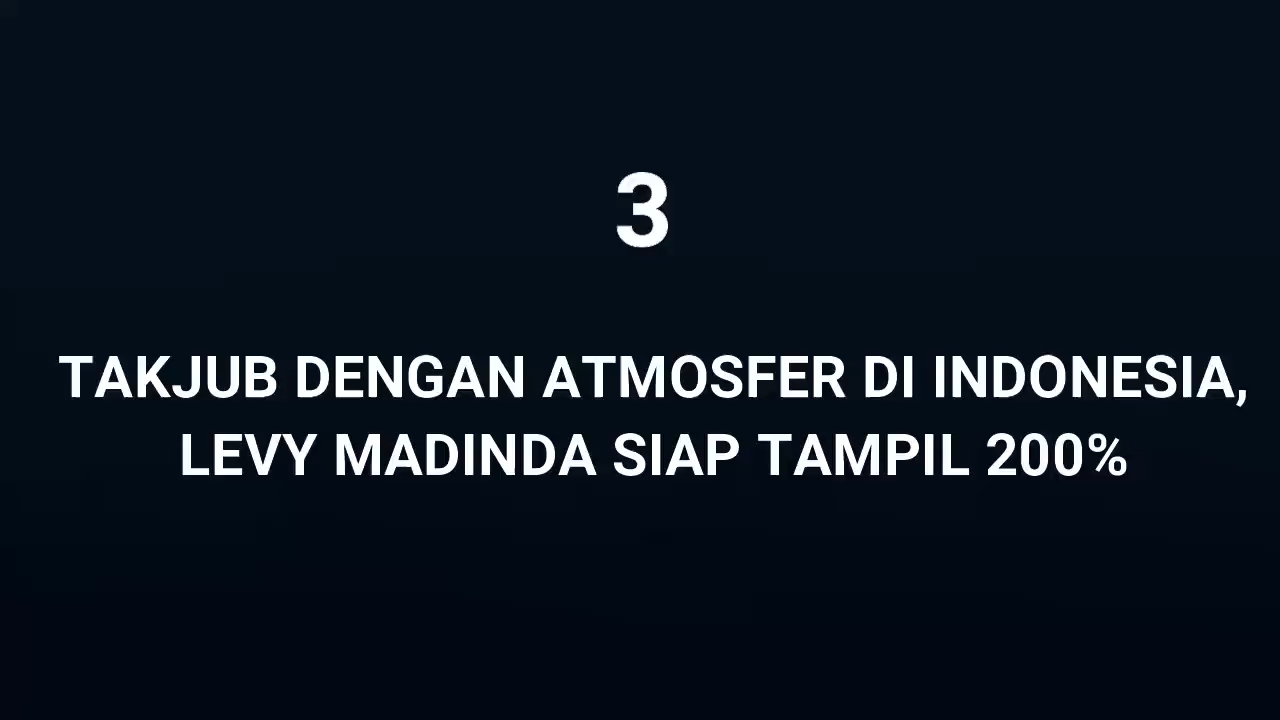 3
TAKJUB DENGAN ATMOSFER DI INDONESIA,
LEVY MADINDA SIAP TAMPIL 200%